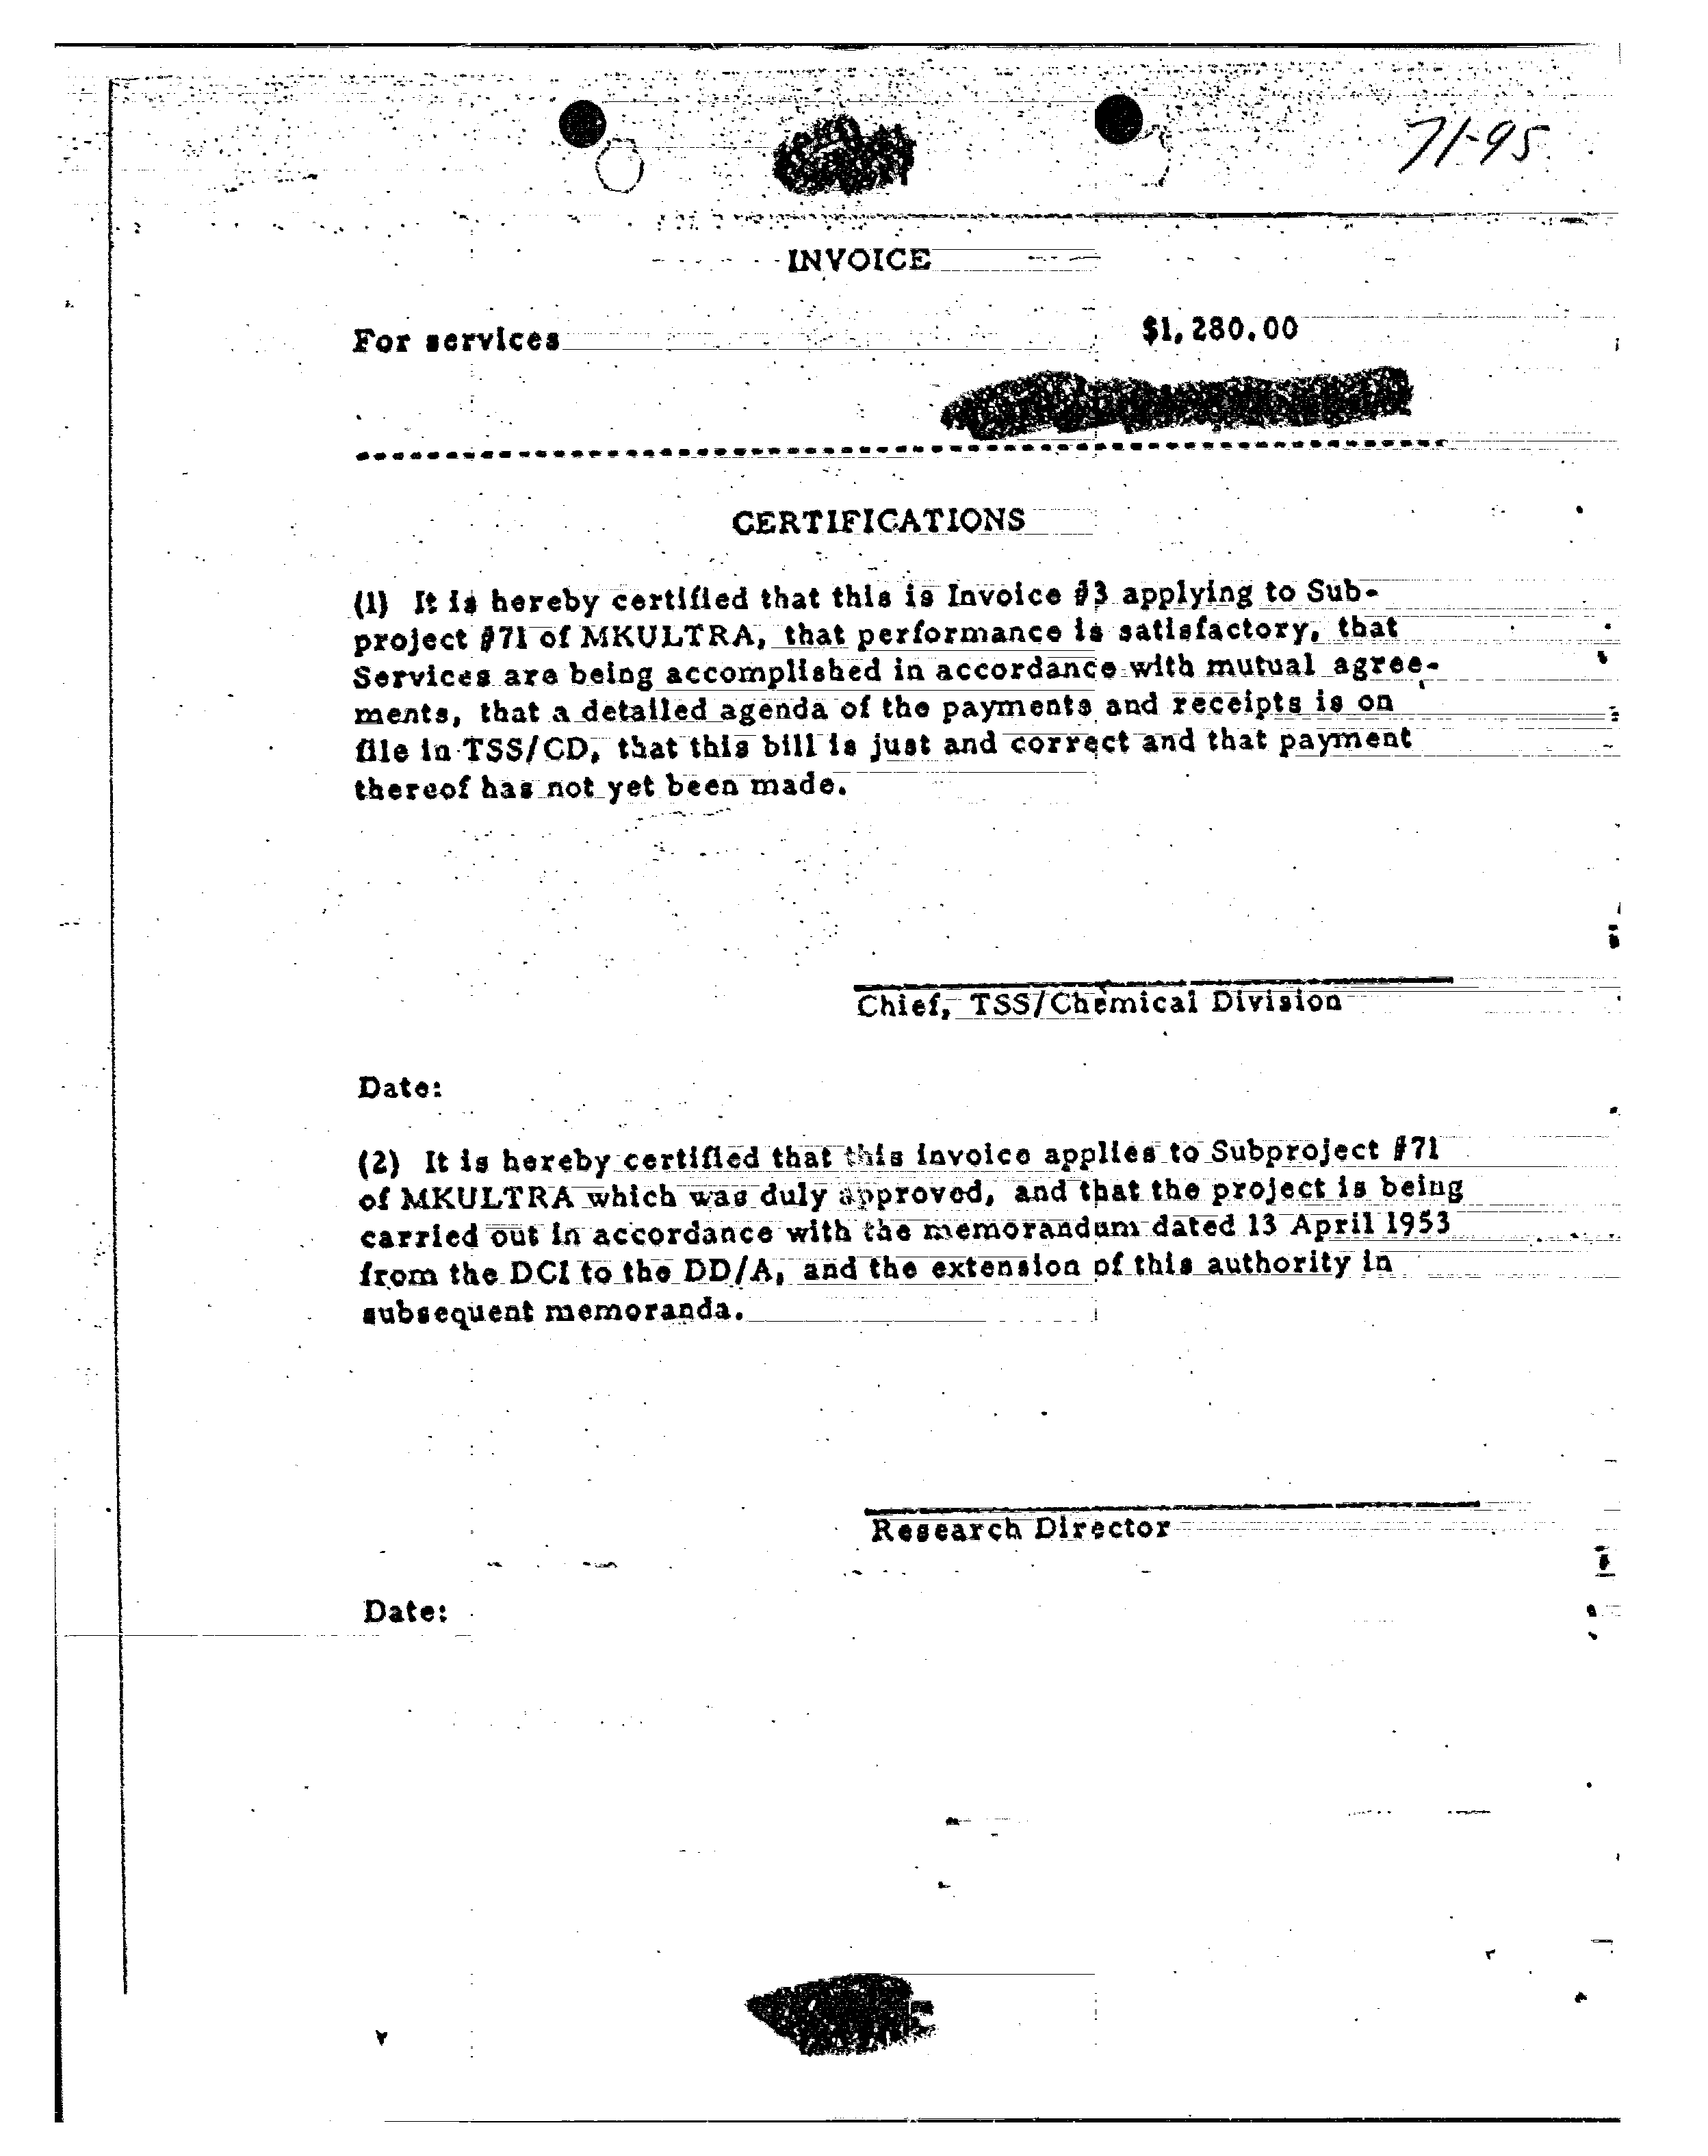 71-95
INVOICE
For services $1,280.00
CERTIFICATIONS
(1) It is hereby certified that this is Invoice #3 applying to Sub-
project #71 of MKULTRA, that performance is satisfactory, that
Services are being accomplished in accordance with mutual agree-
ments, that a detailed agenda of the payments and receipts is on
file in TSS/CD, that this bill is just and correct and that payment
thereof has not yet been made.
Chief, TSS/Chemical Division
Date:
(2) It is hereby certified that this invoice applies to Subproject #71
of MKULTRA which was duly approved, and that the project is being
carried out in accordance with the memorandum dated 13 April 1953
from the DCI to the DD/A, and the extension of this authority in
subsequent memoranda.
Research Director
Date: